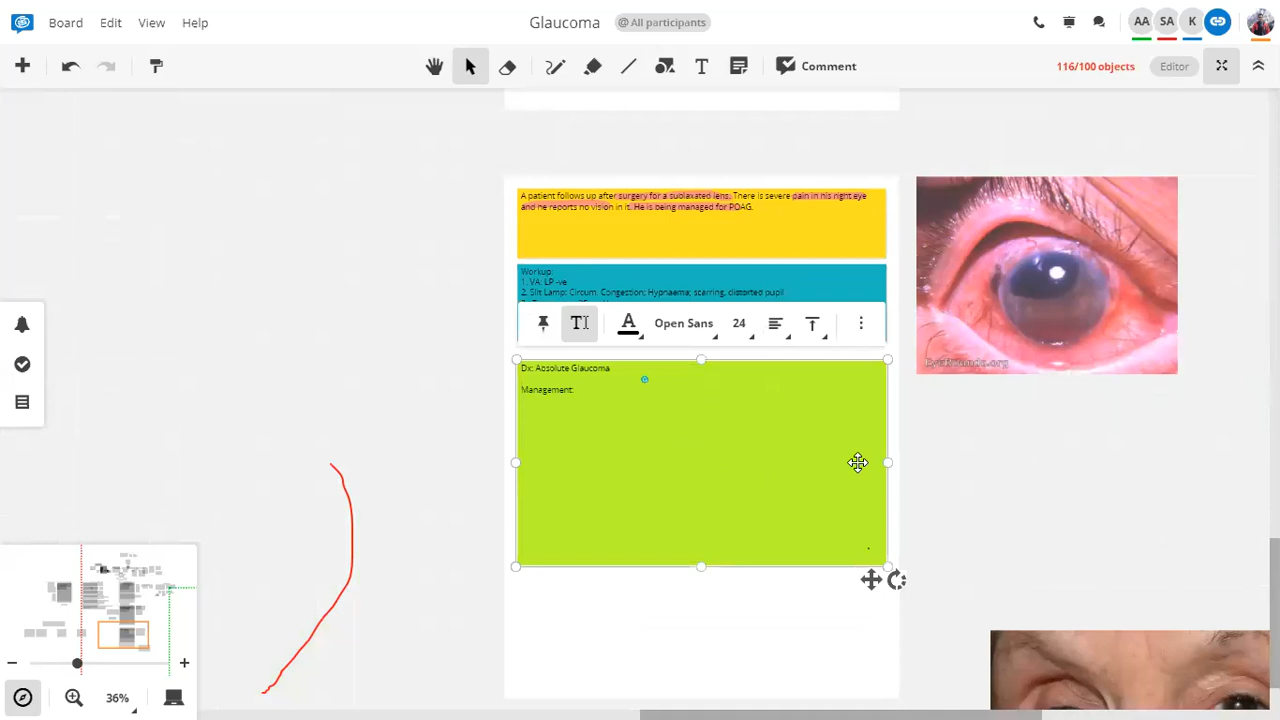 Board
Edit
View
Help
Glaucoma
@ All participants
AA
SA
K
Comment
116/100 objects
Editor
A patient follows up after surgery for a sublaxated lens. There is severe pain in his right eye
and he reports no vision in it. He is being managed for POAG.
Workup:
1. VA: LP -ve
2. Slit Lamp: Circum. Congestion; Hyphaema; scarring, distorted pupil
T
A
Open Sans
24
Dx: Absolute Glaucoma
Management:
EyeRounds.org
36%